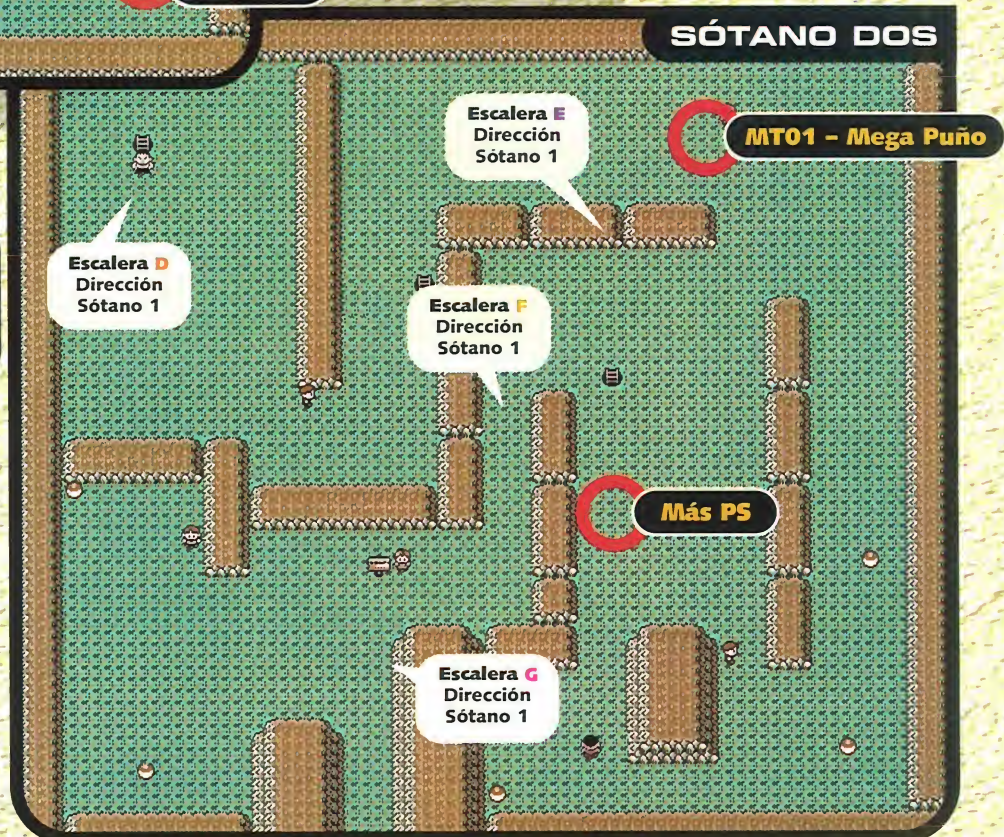 SÓTANO DOS
Escalera E
Dirección
Sótano 1
MT01 – Mega Puño
Escalera D
Dirección
Sótano 1
Escalera F
Dirección
Sótano 1
Más PS
Escalera G
Dirección
Sótano 1